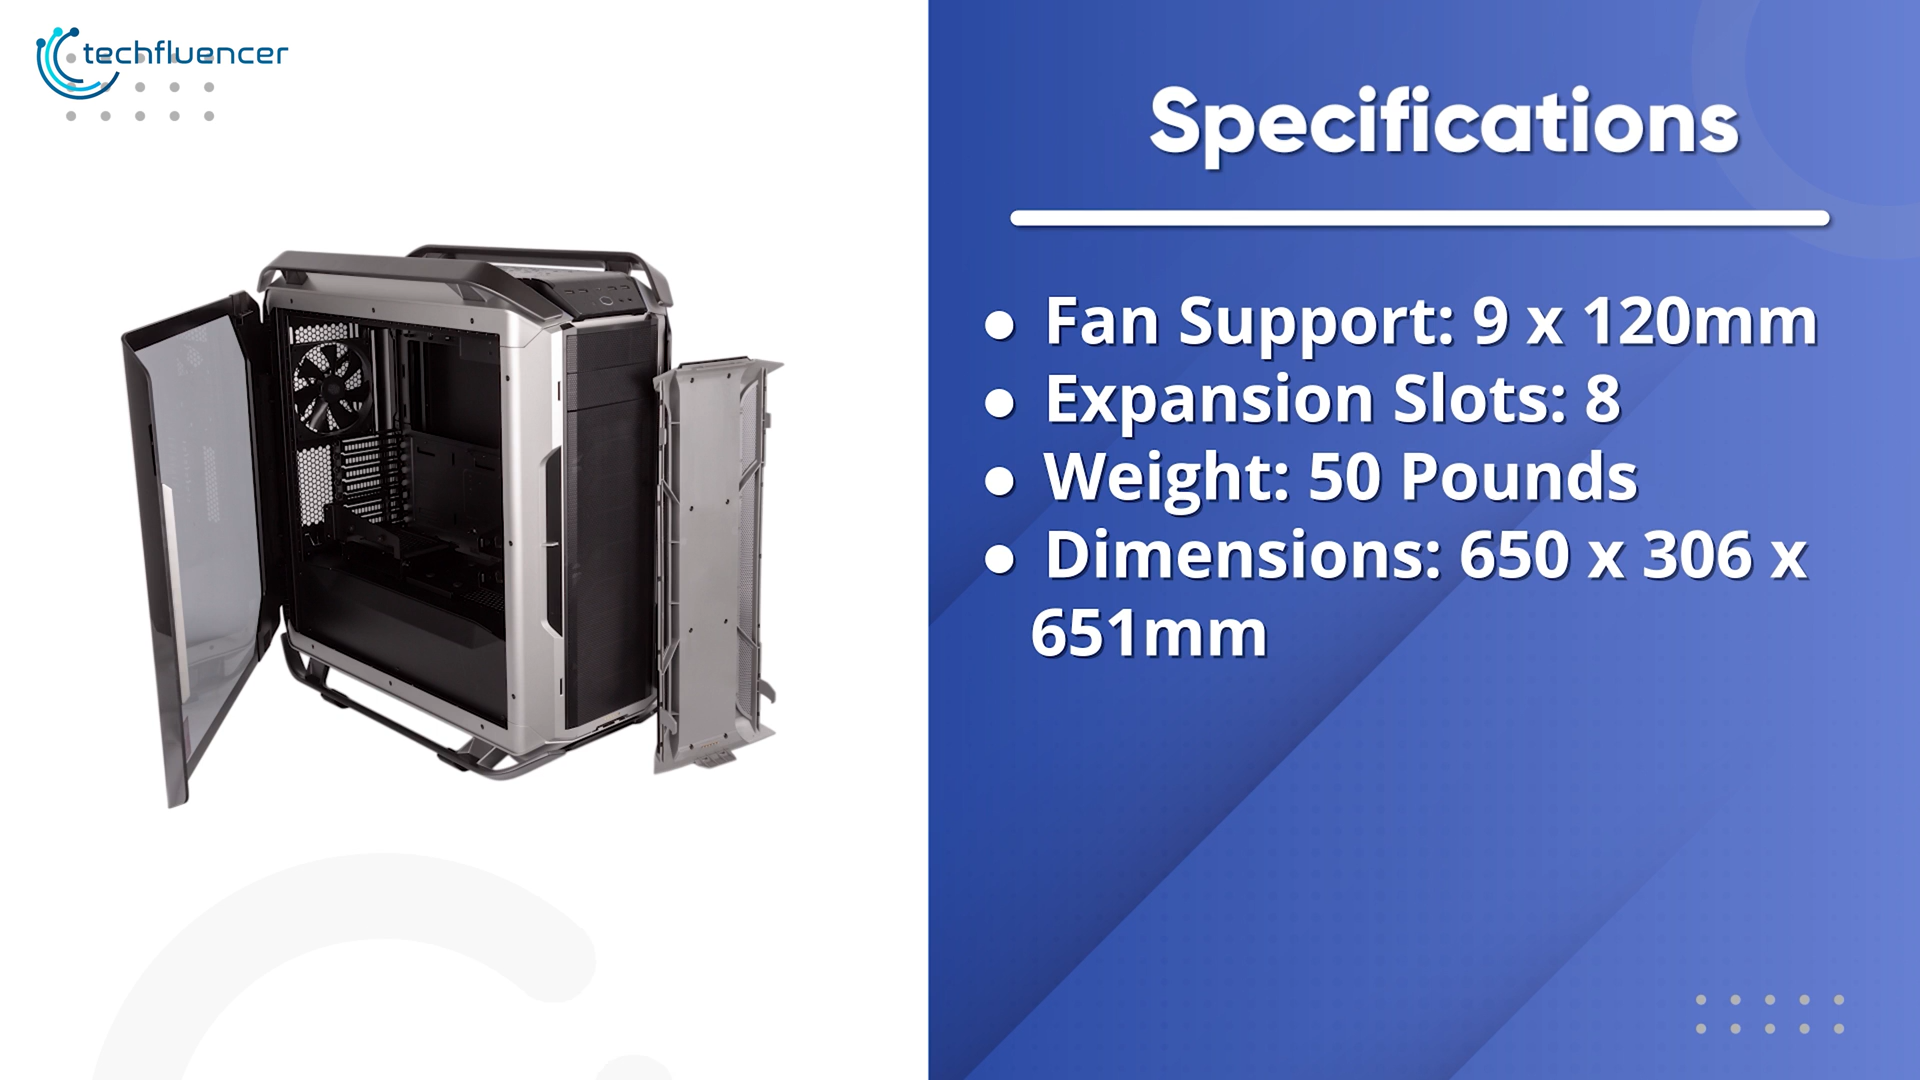 techfluencer
Specifications
● Fan Support: 9 x 120mm
● Expansion Slots: 8
● Weight: 50 Pounds
● Dimensions: 650 x 306 x
651mm